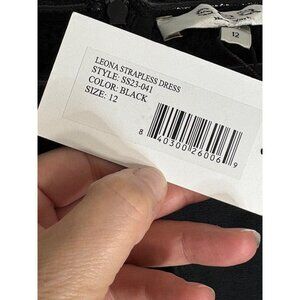 12
LEONA STRAPLESS DRESS
STYLE: SS23-041
COLOR: BLACK
SIZE: 12
8 40300 26006 9